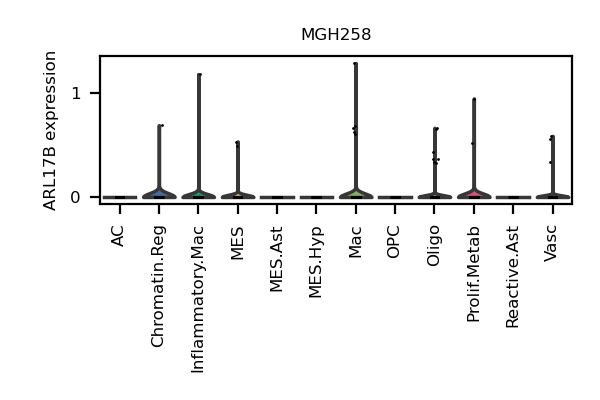 MGH258
ARL17B expression
1
0
AC
Chromatin.Reg
Inflammatory.Mac
MES
MES.Ast
MES.Hyp
Mac
OPC
Oligo
Prolif.Metab
Reactive.Ast
Vasc